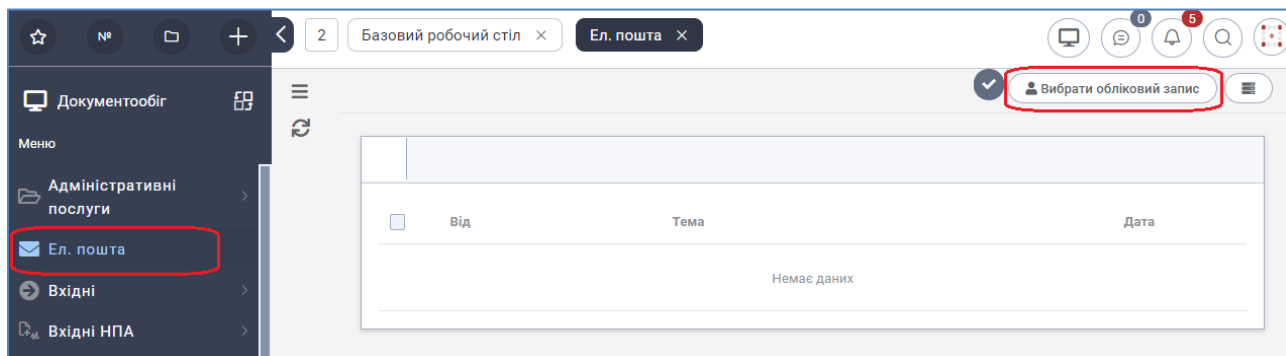 Nº
2
Базовий робочий стіл ×
Ел. пошта ×
0
5
Документообіг
Вибрати обліковий запис
Меню
Адміністративні
послуги
Від Тема Дата
Ел. пошта
Немає даних
Вхідні
Вхідні НПА